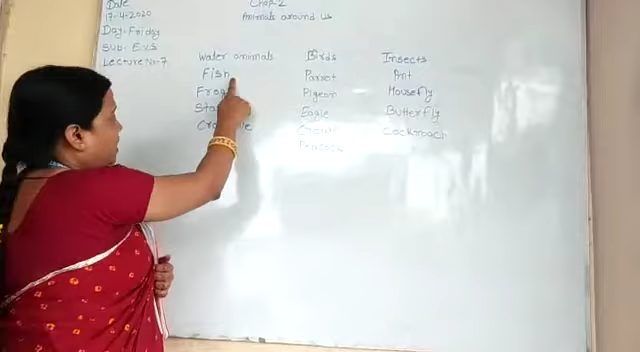 Date
17-4-2020
Day-Friday
Sub: E.V.S
Lecture No-7
Chap-2
Animals around us
Water animals
Fish
Birds
Parrot
Pigeon
Eagle
Peacock
Insects
Ant
Housefly
Butterfly
Cockroach